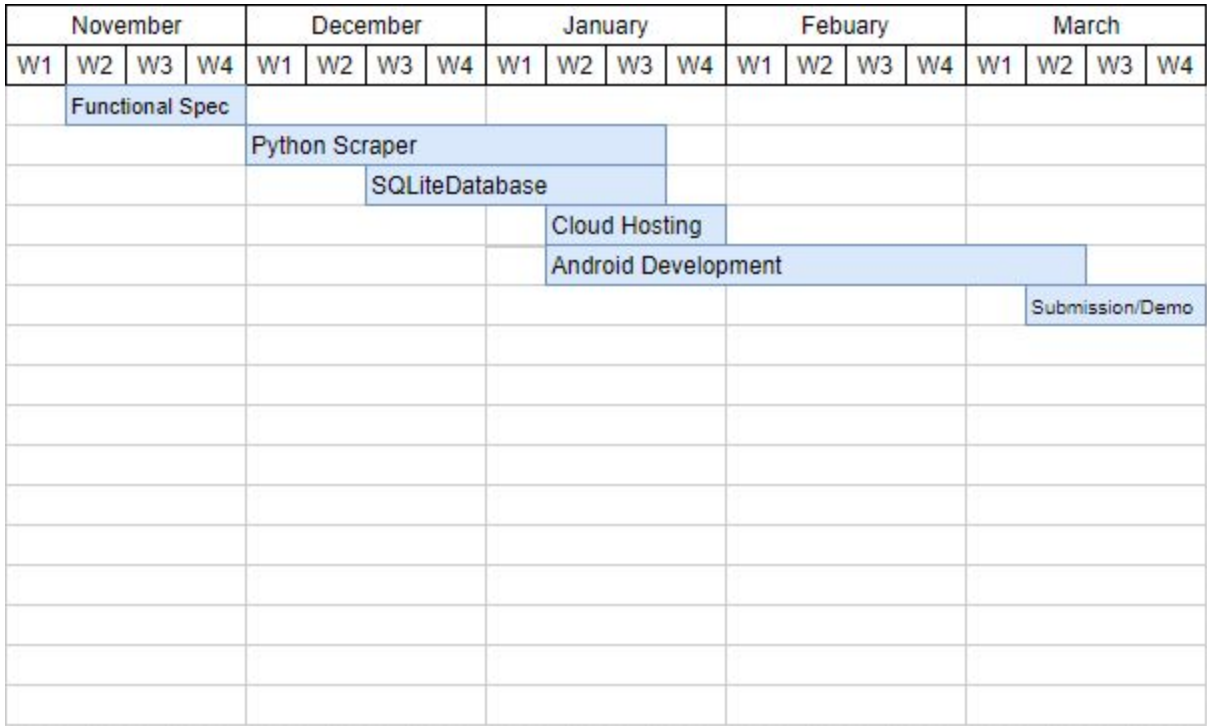 November December January Febuary March
W1 W2 W3 W4 W1 W2 W3 W4 W1 W2 W3 W4 W1 W2 W3 W4 W1 W2 W3 W4
Functional Spec
Python Scraper
SQLiteDatabase
Cloud Hosting
Android Development
Submission/Demo